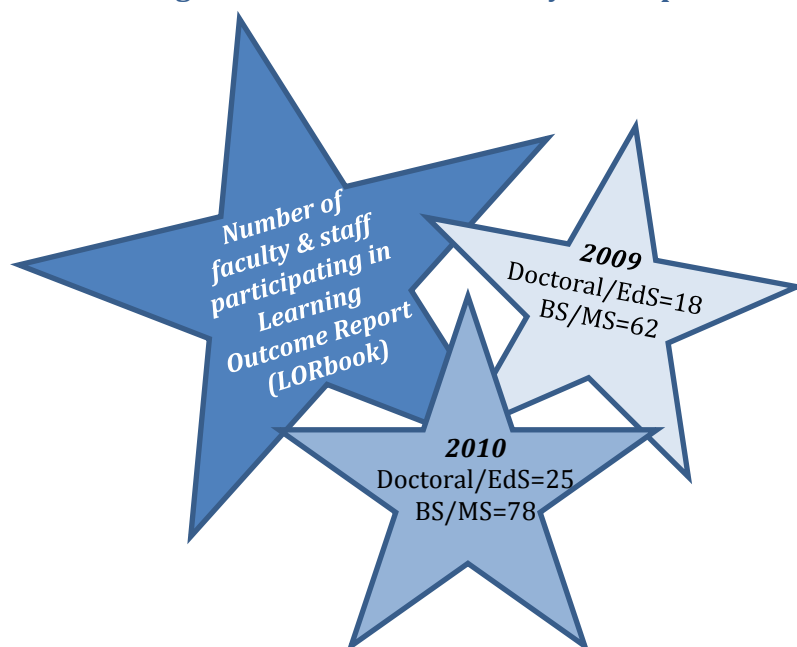 Number of
faculty & staff
participating in
Learning
Outcome Report
(LORbook)
2009
Doctoral/EdS=18
BS/MS=62
2010
Doctoral/EdS=25
BS/MS=78